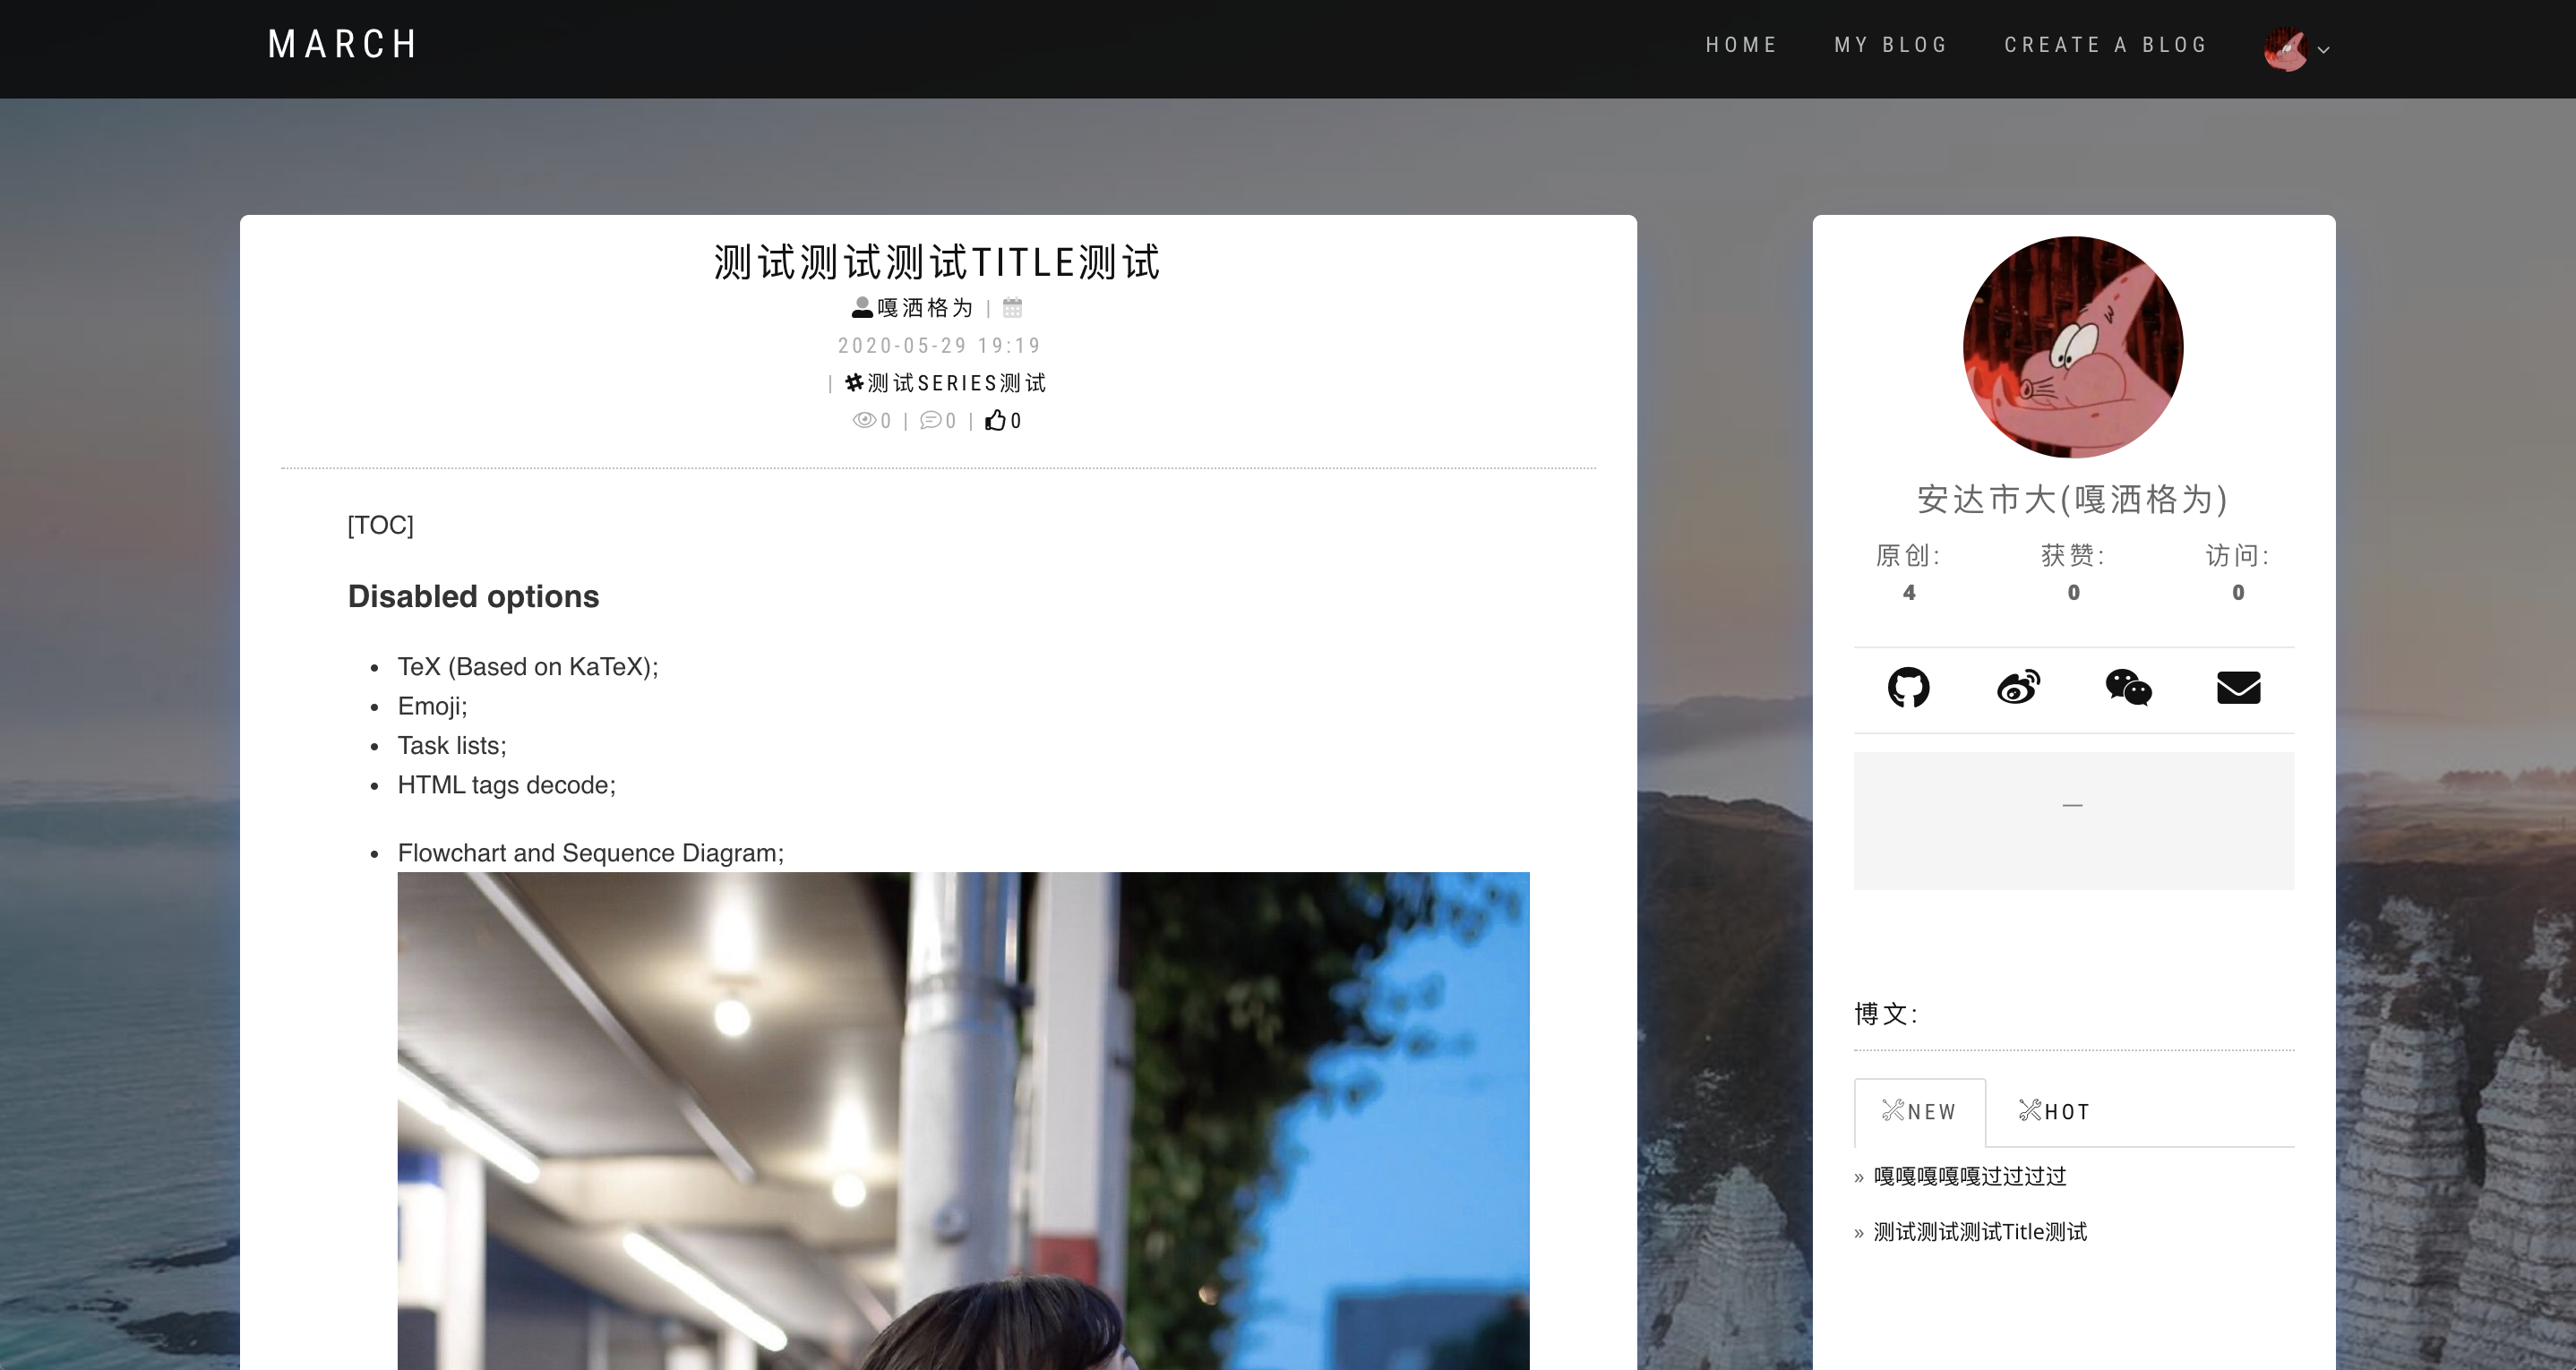 MARCH
HOME
MY BLOG
CREATE A BLOG
测试测试测试TITLE测试
嘎洒格为 |
2020-05-29 19:19
| 测试SERIES测试
0 | 0 | 0
[TOC]
Disabled options
• TeX (Based on KaTeX);
• Emoji;
• Task lists;
• HTML tags decode;
• Flowchart and Sequence Diagram;
安达市大(嘎洒格为)
原创: 获赞: 访问:
4 0 0
—
博文:
NEW HOT
» 嘎嘎嘎嘎嘎过过过过
» 测试测试测试Title测试